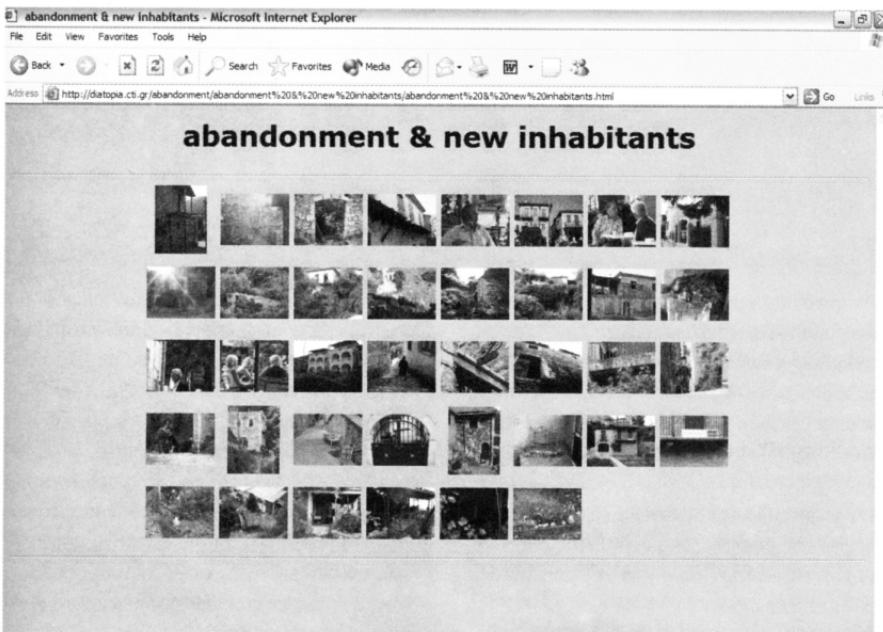 abandonment & new inhabitants - Microsoft Internet Explorer
File Edit View Favorites Tools Help
Back Search Favorites Media W
Address http://diatopia.cti.gr/abandonment/abandonment%20&%20new%20inhabitants/abandonment%20&%20new%20inhabitants.html Go Links
abandonment & new inhabitants